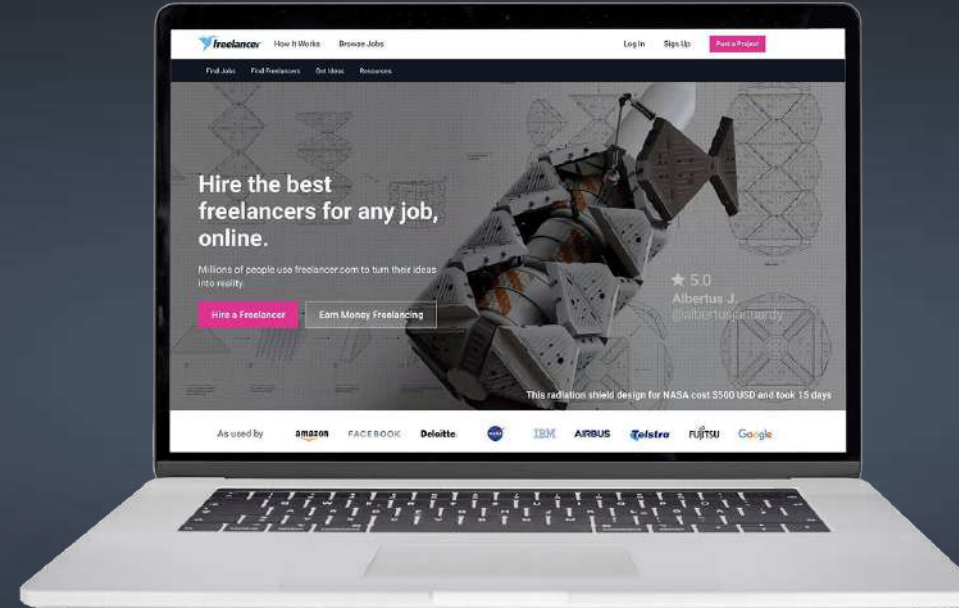 freelancer How It Works Browse Jobs Log In Sign Up Post a Project
Find Jobs Find Freelancers Get Ideas Resources
Hire the best
freelancers for any job,
online.
Millions of people use freelancer.com to turn their ideas
into reality.
Hire a Freelancer Earn Money Freelancing
★ 5.0
Albertus J.
@albertusjanuardy
This radiation shield design for NASA cost $500 USD and took 15 days
As used by amazon FACEBOOK Deloitte. NASA IBM AIRBUS Telstra FUJITSU Google